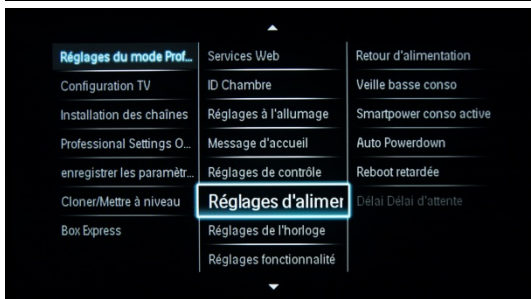 Réglages du mode Prof...
Configuration TV
Installation des chaînes
Professional Settings O...
enregistrer les paramètr...
Cloner/Mettre à niveau
Box Express
Services Web
ID Chambre
Réglages à l'allumage
Message d'accueil
Réglages de contrôle
Réglages d'alimer
Réglages de l'horloge
Réglages fonctionnalité
Retour d'alimentation
Veille basse conso
Smartpower conso active
Auto Powerdown
Reboot retardée
Délai Délai d'attente